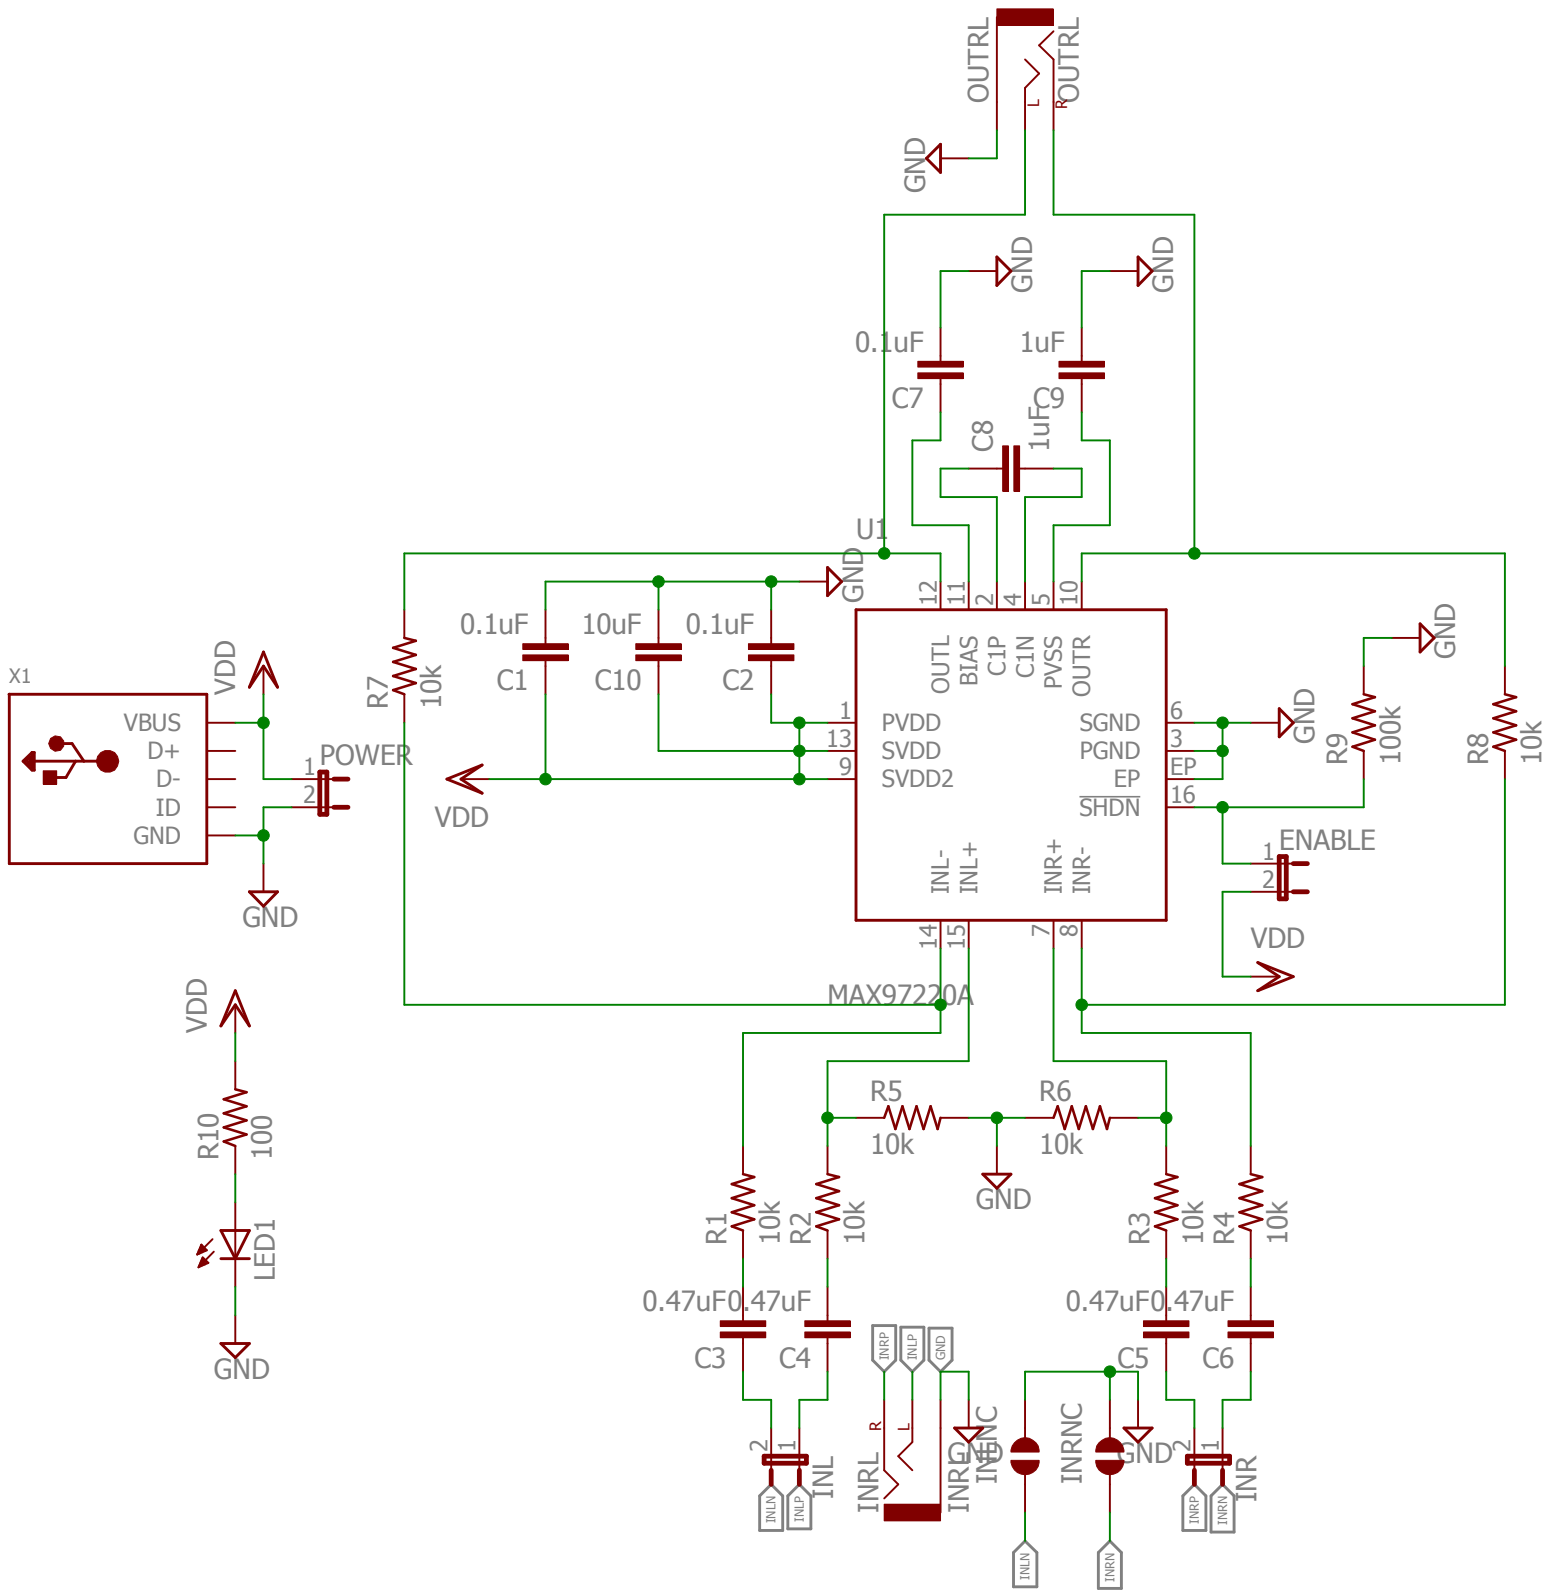 OUTRL
OUTRL
L
R
GND
GND
GND
0.1uF
1uF
C7
C9
C8
1uF
U1
GND
12
11
2
4
5
10
0.1uF
10uF
0.1uF
C1
C10
C2
OUTL
BIAS
C1P
C1N
PVSS
OUTR
GND
R7
10k
X1
VDD
VBUS
D+
D-
ID
GND
POWER
1
2
GND
VDD
1
13
9
PVDD
SVDD
SVDD2
SGND
PGND
EP
SHDN
6
3
EP
16
GND
R9
100k
R8
10k
INL-
INL+
INR+
INR-
14
15
7
8
1
2
ENABLE
VDD
MAX97220A
VDD
R10
100
LED1
GND
R5
10k
R6
10k
GND
R1
10k
R2
10k
R3
10k
R4
10k
0.47uF
0.47uF
0.47uF
0.47uF
C3
C4
C5
C6
INRP
INLP
GND
R
L
2
1
INL
INLN
INLP
INRL
INRL
GND
INLNC
INRNC
GND
2
1
INR
INRP
INRN
INLN
INRN